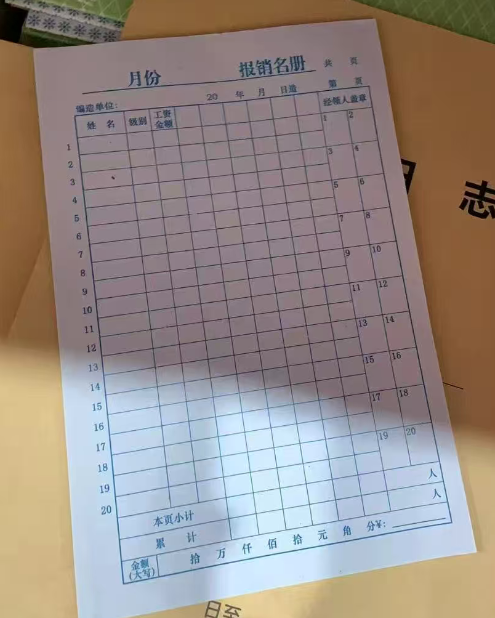 月份 报销名册 共 页
编造单位: 20 年 月 日造 第 页
姓 名 级别 工资金额 经领人盖章
1 1 2
2
3 3 4
4
5 5 6
6
7 7 8
8
9 9 10
10
11 11 12
12
13 13 14
14
15 15 16
16
17 17 18
18
19 19 20
20
本页小计 人
累 计 人
金额(大写) 拾 万 仟 佰 拾 元 角 分¥:
志
日至